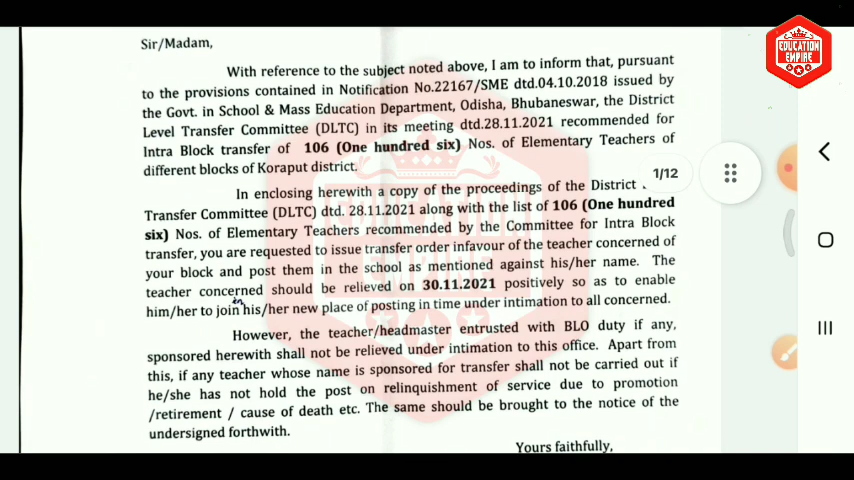 EDUCATION
EMPIRE
Sir/Madam,
With reference to the subject noted above, I am to inform that, pursuant
to the provisions contained in Notification No.22167/SME dtd.04.10.2018 issued by
the Govt. in School & Mass Education Department, Odisha, Bhubaneswar, the District
Level Transfer Committee (DLTC) in its meeting dtd.28.11.2021 recommended for
Intra Block transfer of 106 (One hundred six) Nos. of Elementary Teachers of
different blocks of Koraput district.
1/12
In enclosing herewith a copy of the proceedings of the District
Transfer Committee (DLTC) dtd. 28.11.2021 along with the list of 106 (One hundred
six) Nos. of Elementary Teachers recommended by the Committee for Intra Block
transfer, you are requested to issue transfer order infavour of the teacher concerned of
your block and post them in the school as mentioned against his/her name. The
teacher concerned should be relieved on 30.11.2021 positively so as to enable
him/her to join in his/her new place of posting in time under intimation to all concerned.
However, the teacher/headmaster entrusted with BLO duty if any,
sponsored herewith shall not be relieved under intimation to this office. Apart from
this, if any teacher whose name is sponsored for transfer shall not be carried out if
he/she has not hold the post on relinquishment of service due to promotion
/retirement / cause of death etc. The same should be brought to the notice of the
undersigned forthwith.
Yours faithfully,
EDUCATION
EMPIRE